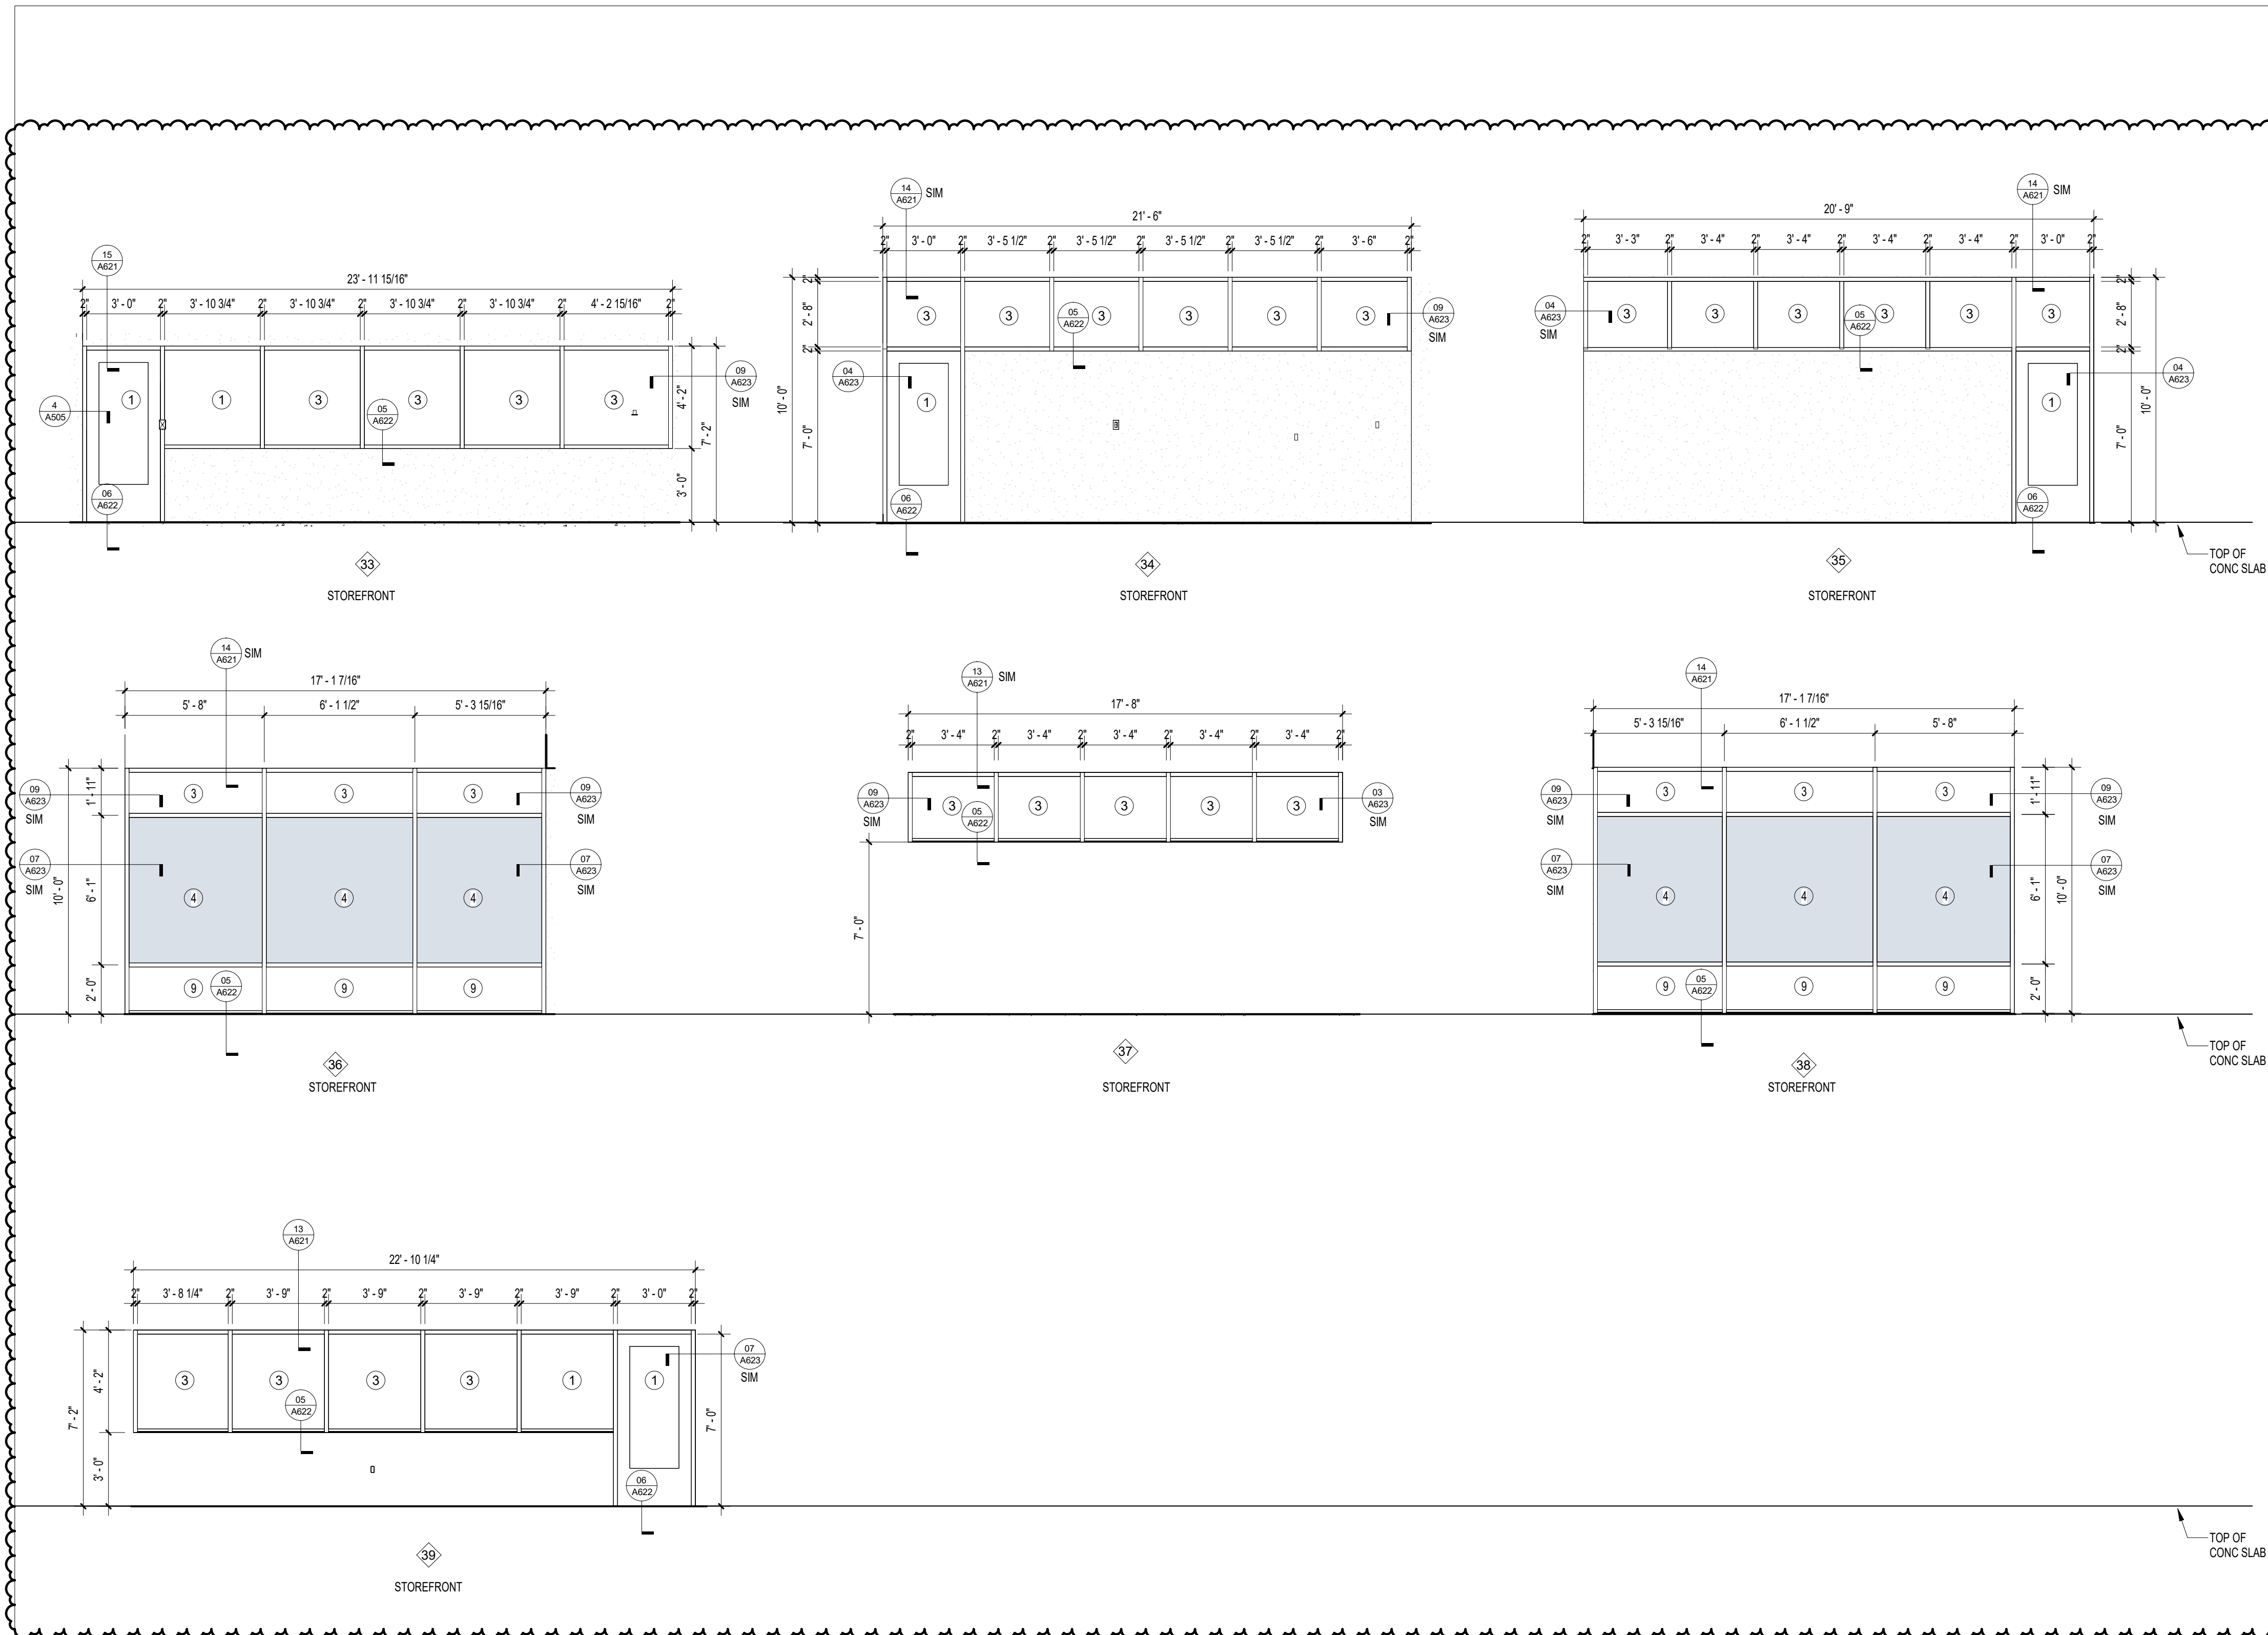 14
A621
SIM
21' - 6"
2" 3' - 0" 2" 3' - 5 1/2" 2" 3' - 5 1/2" 2" 3' - 5 1/2" 2" 3' - 5 1/2" 2" 3' - 6" 2"
14
A621
SIM
20' - 9"
2" 3' - 3" 2" 3' - 4" 2" 3' - 4" 2" 3' - 4" 2" 3' - 4" 2" 3' - 0" 2"
15
A621
23' - 11 15/16"
2" 3' - 0" 2" 3' - 10 3/4" 2" 3' - 10 3/4" 2" 3' - 10 3/4" 2" 3' - 10 3/4" 2" 4' - 2 15/16" 2"
4
A505
1 1 3 3 3 3
05
A622
06
A622
09
A623
SIM
4' - 2"
7' - 2"
3' - 0"
33
STOREFRONT
2"
2' - 8"
2"
10' - 0"
7' - 0"
3 3 3 3 3 3
05
A622
09
A623
SIM
04
A623
1
06
A622
34
STOREFRONT
04
A623
SIM
3 3 3 3 3 3
05
A622
2"
2' - 8"
2"
04
A623
1
10' - 0"
7' - 0"
06
A622
35
STOREFRONT
TOP OF
CONC SLAB
14
A621
SIM
17' - 1 7/16"
5' - 8" 6' - 1 1/2" 5' - 3 15/16"
09
A623
SIM
3 3 3
09
A623
SIM
07
A623
SIM
4 4 4
07
A623
SIM
1' - 11"
6' - 1"
10' - 0"
2' - 0"
9 9 9
05
A622
36
STOREFRONT
13
A621
SIM
17' - 8"
2" 3' - 4" 2" 3' - 4" 2" 3' - 4" 2" 3' - 4" 2" 3' - 4" 2"
09
A623
SIM
3 3 3 3 3
05
A622
03
A623
SIM
7' - 0"
37
STOREFRONT
14
A621
17' - 1 7/16"
5' - 3 15/16" 6' - 1 1/2" 5' - 8"
09
A623
SIM
3 3 3
09
A623
SIM
07
A623
SIM
4 4 4
07
A623
SIM
1' - 11"
6' - 1"
10' - 0"
2' - 0"
9 9 9
05
A622
38
STOREFRONT
TOP OF
CONC SLAB
13
A621
22' - 10 1/4"
2" 3' - 8 1/4" 2" 3' - 9" 2" 3' - 9" 2" 3' - 9" 2" 3' - 9" 2" 3' - 0" 2"
4' - 2"
7' - 2"
3' - 0"
3 3 3 3 1 1
05
A622
07
A623
SIM
7' - 0"
06
A622
39
STOREFRONT
TOP OF
CONC SLAB